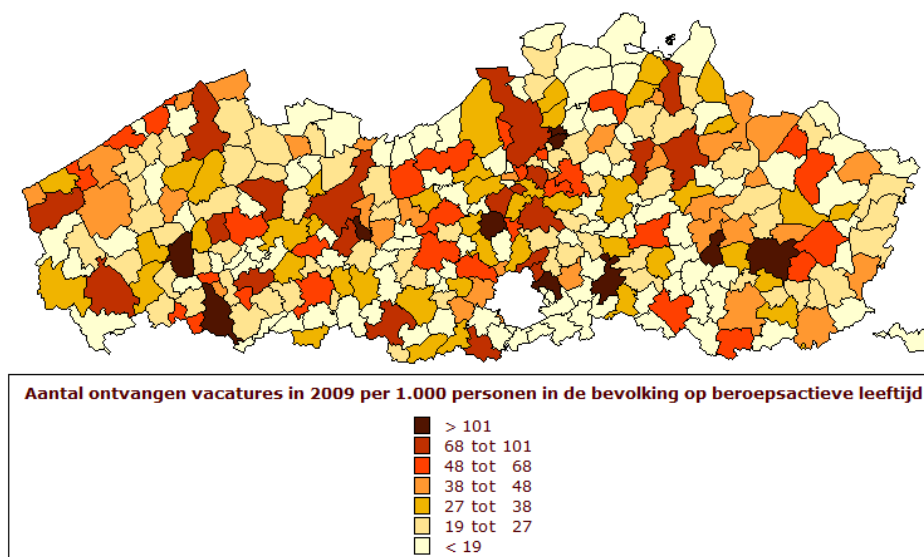 Aantal ontvangen vacatures in 2009 per 1.000 personen in de bevolking op beroepsactieve leeftijd
> 101
68 tot 101
48 tot 68
38 tot 48
27 tot 38
19 tot 27
< 19